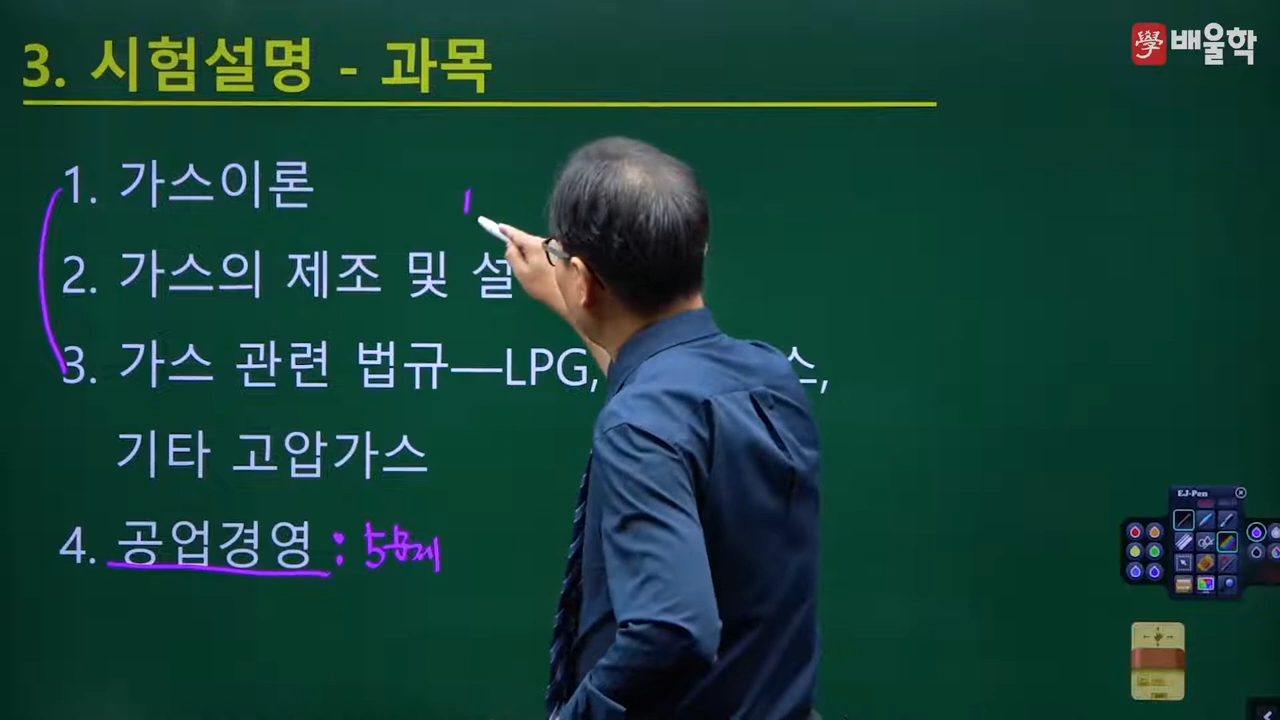 3. 시험설명 - 과목
學 배울학
1. 가스이론
2. 가스의 제조 및 설
3. 가스 관련 법규—LPG, 스,
기타 고압가스
4. 공업경영 : 5문제
EJ-Pen